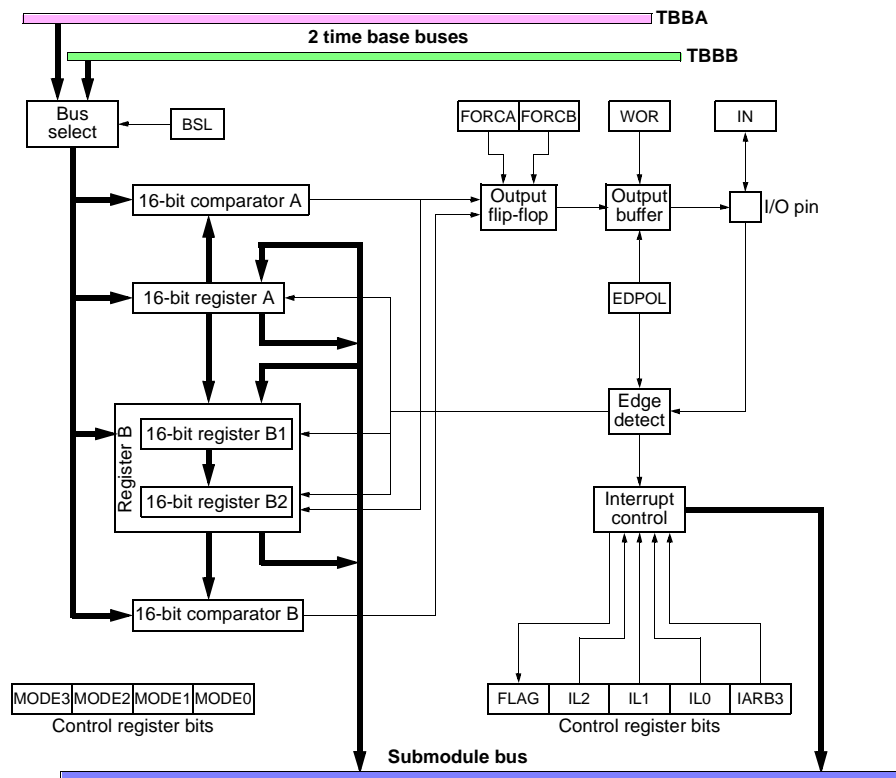 TBBA
2 time base buses
TBBB
Bus
select
BSL
FORCA
FORCB
WOR
IN
16-bit comparator A
Output
flip-flop
Output
buffer
I/O pin
16-bit register A
EDPOL
Register B
16-bit register B1
16-bit register B2
Edge
detect
Interrupt
control
16-bit comparator B
MODE3
MODE2
MODE1
MODE0
Control register bits
FLAG
IL2
IL1
IL0
IARB3
Control register bits
Submodule bus